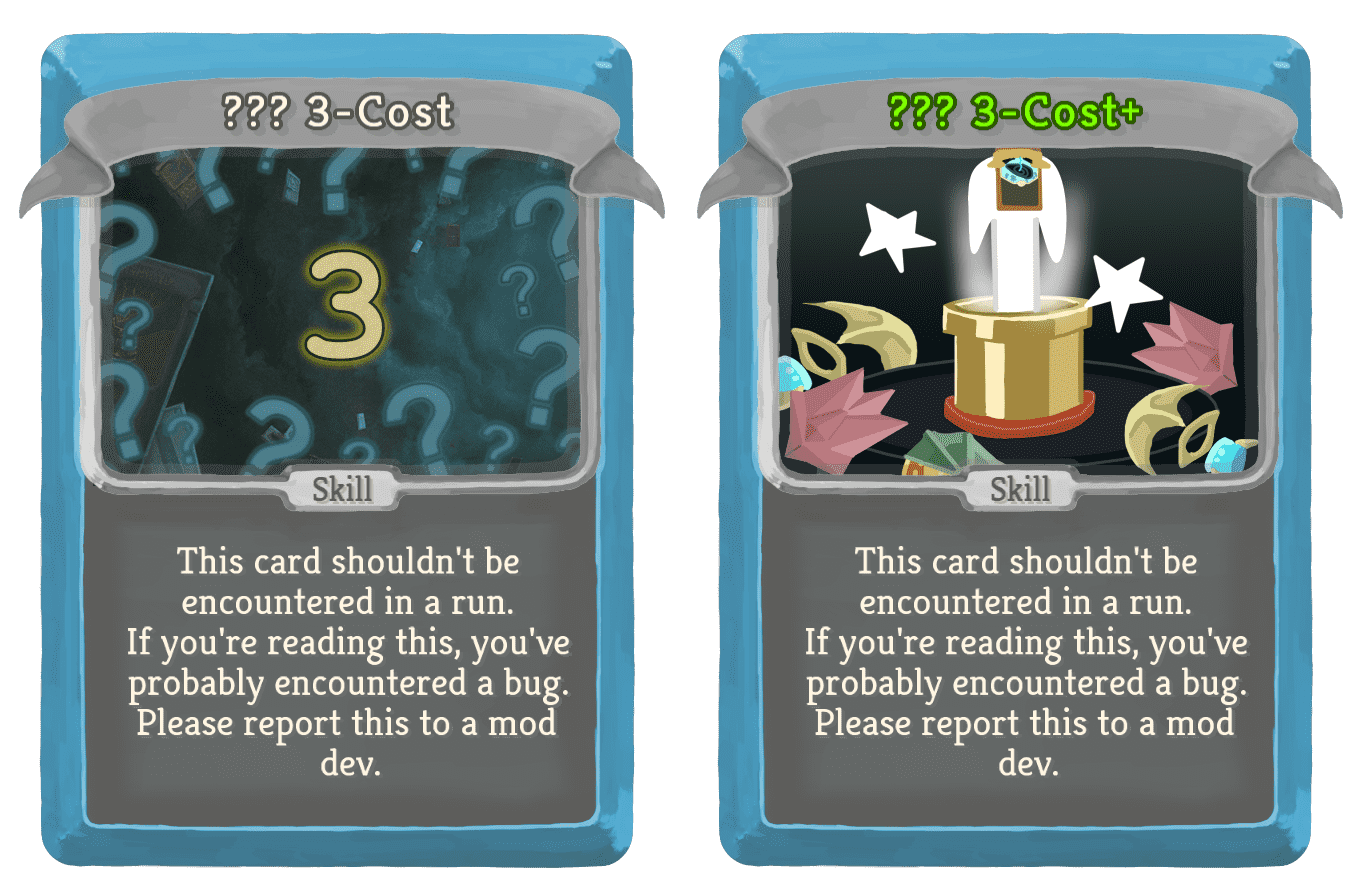 ??? 3-Cost
3
Skill
This card shouldn't be
encountered in a run.
If you're reading this, you've
probably encountered a bug.
Please report this to a mod
dev.
??? 3-Cost+
Skill
This card shouldn't be
encountered in a run.
If you're reading this, you've
probably encountered a bug.
Please report this to a mod
dev.